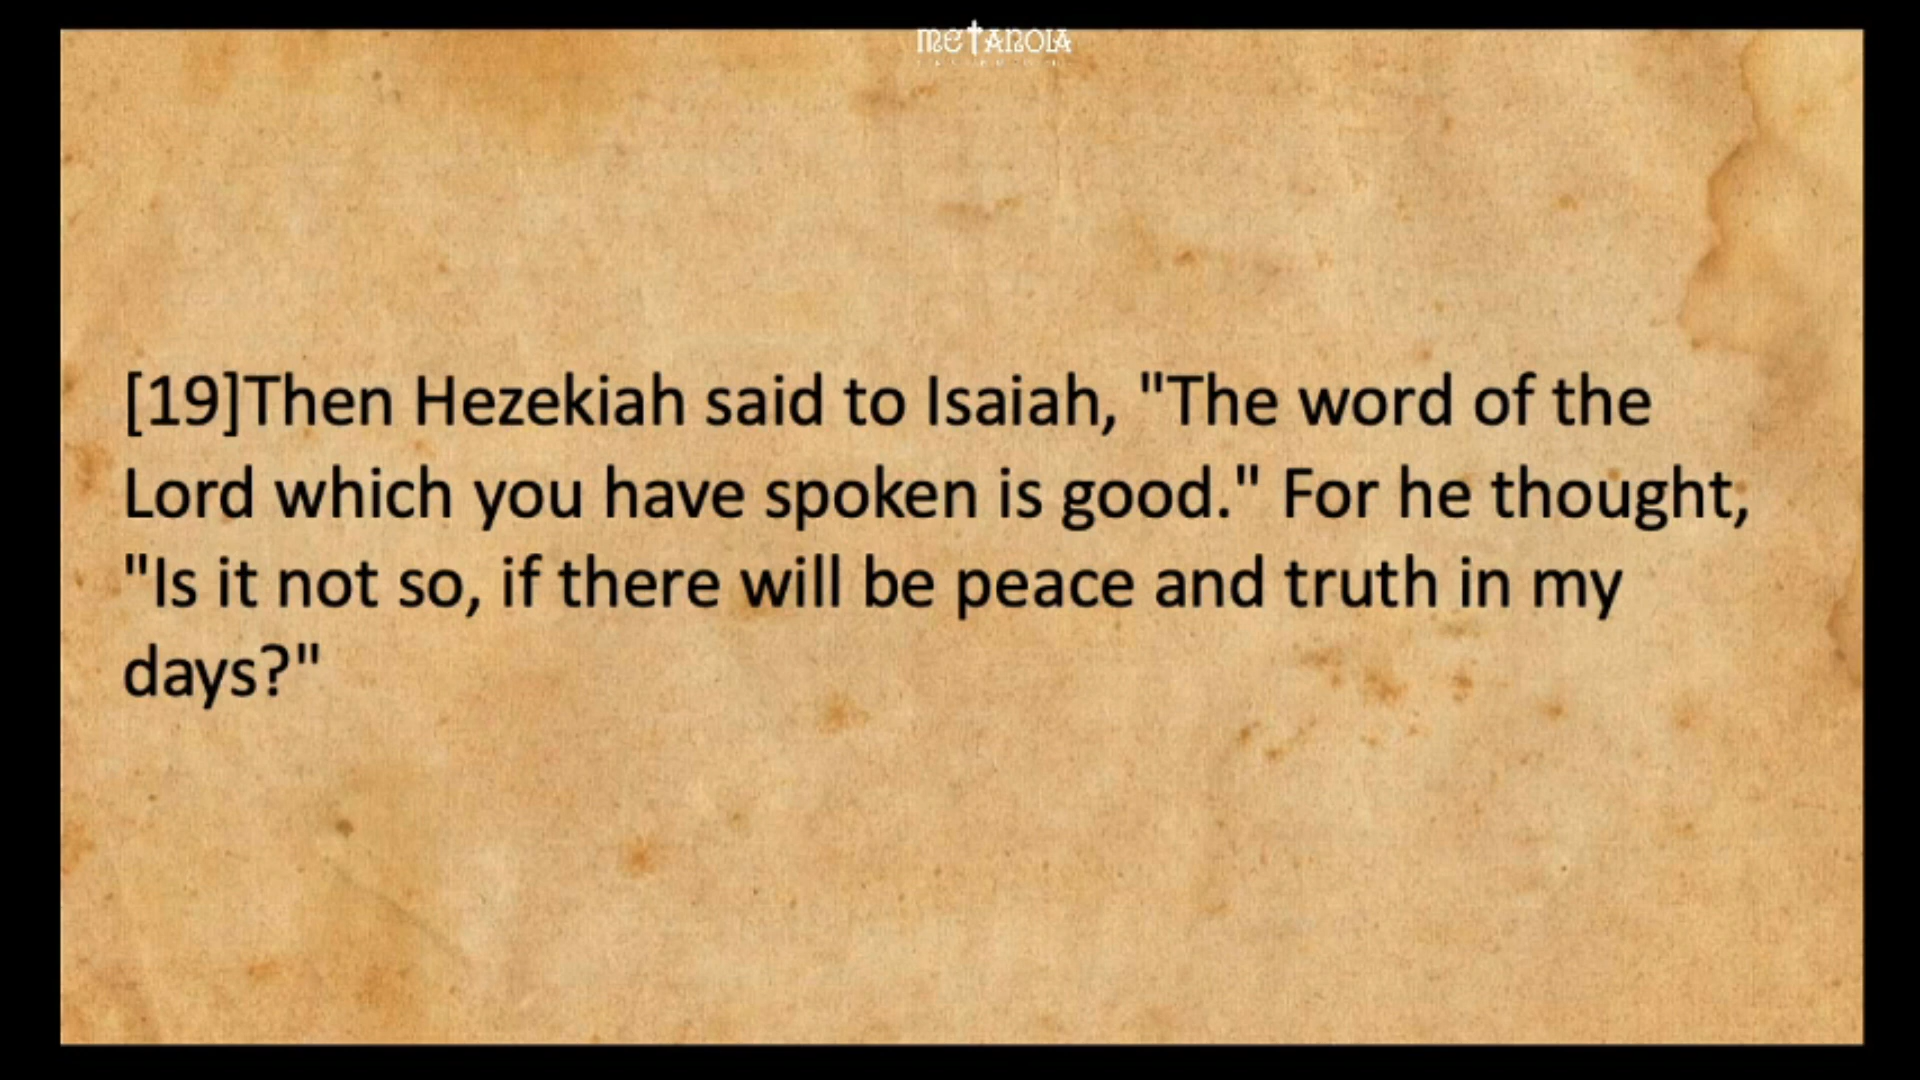 METANOIA
[19]Then Hezekiah said to Isaiah, "The word of the
Lord which you have spoken is good." For he thought,
"Is it not so, if there will be peace and truth in my
days?"